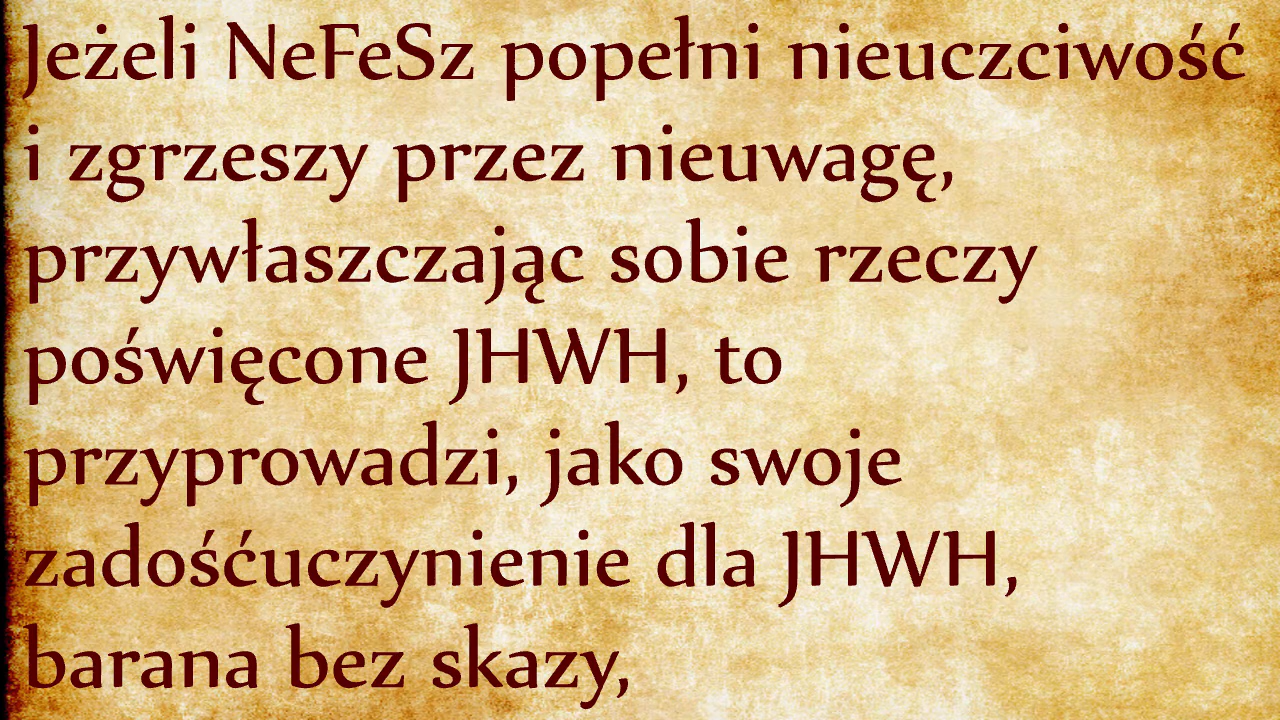 Jeżeli NeFeSz popełni nieuczciwość
i zgrzeszy przez nieuwagę,
przywłaszczając sobie rzeczy
poświęcone JHWH, to
przyprowadzi, jako swoje
zadośćuczynienie dla JHWH,
barana bez skazy,